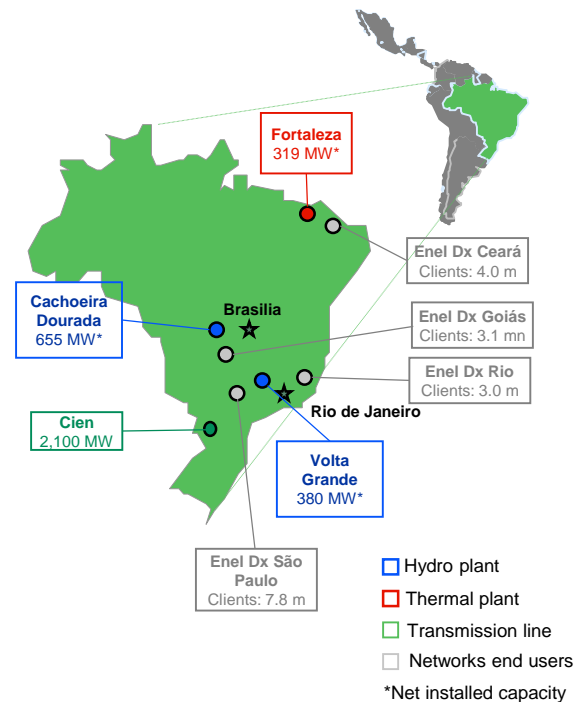 Fortaleza
319 MW*
Enel Dx Ceará
Clients: 4.0 m
Cachoeira
Dourada
655 MW*
Brasilia
Enel Dx Goiás
Clients: 3.1 mn
Enel Dx Rio
Clients: 3.0 m
Rio de Janeiro
Cien
2,100 MW
Volta
Grande
380 MW*
Enel Dx São
Paulo
Clients: 7.8 m
Hydro plant
Thermal plant
Transmission line
Networks end users
*Net installed capacity